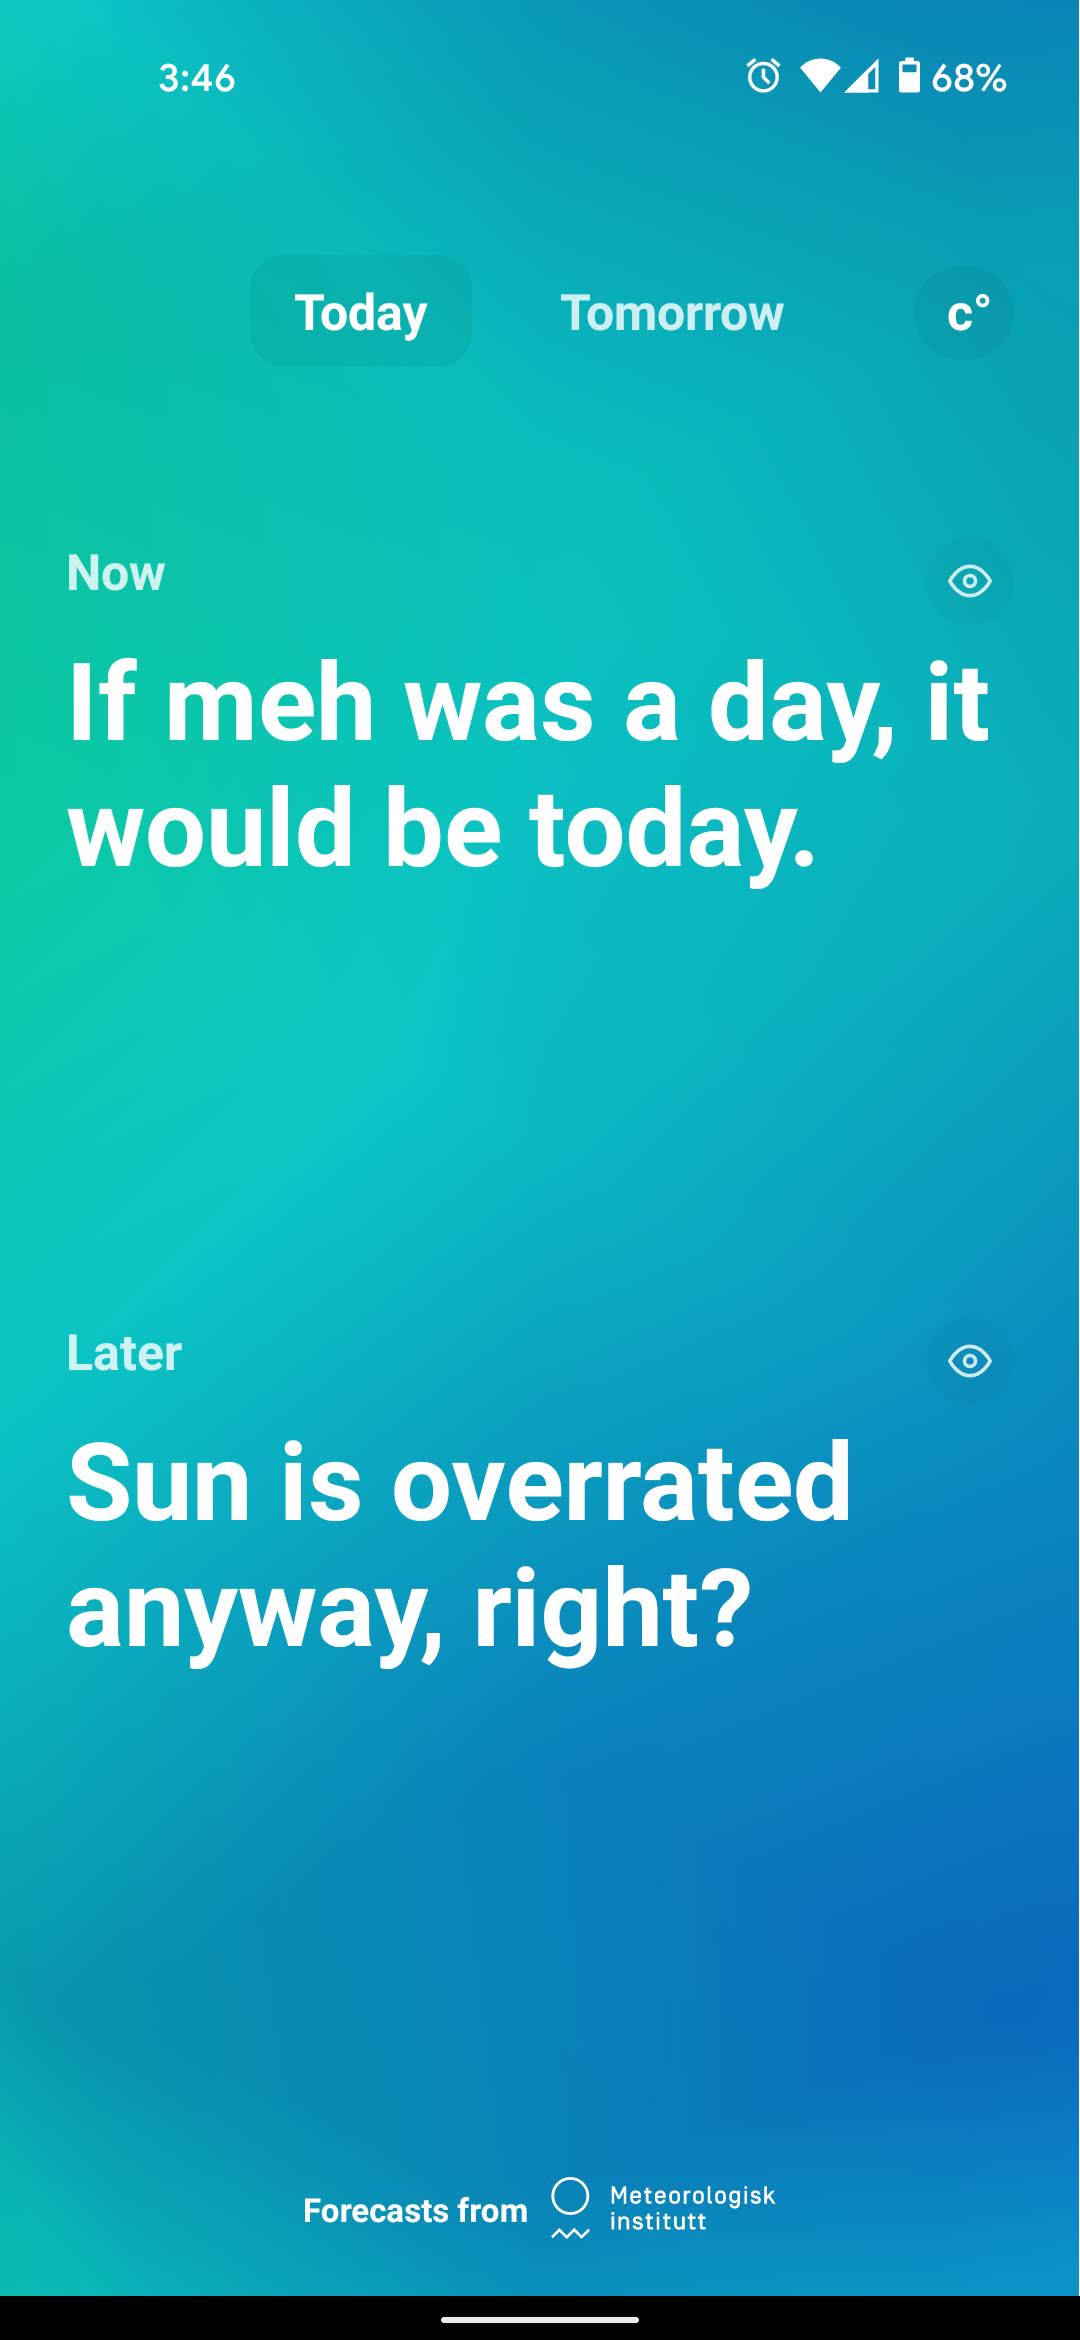 3:46
68%
Today
Tomorrow
c°
Now
If meh was a day, it
would be today.
Later
Sun is overrated
anyway, right?
Forecasts from
Meteorologisk
institutt